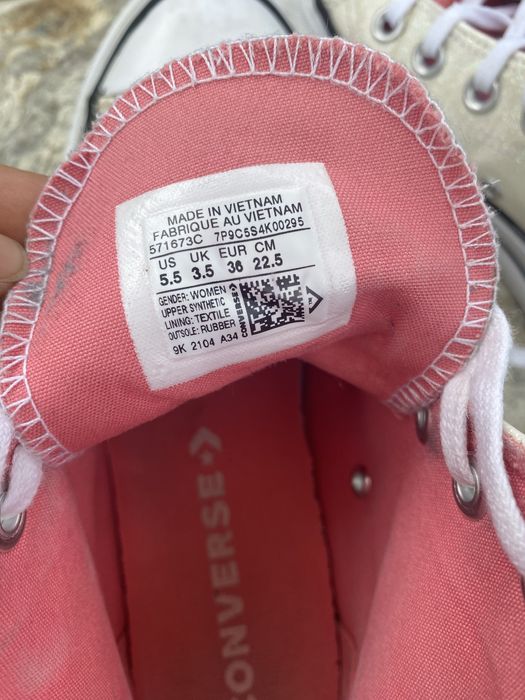 MADE IN VIETNAM
FABRIQUE AU VIETNAM
571673C 7P9C5S4K00295
US UK EUR CM
5.5 3.5 36 22.5
GENDER: WOMEN
UPPER: SYNTHETIC
LINING: TEXTILE
OUTSOLE: RUBBER
9K 2104 A34
CONVERSE
CONVERSE